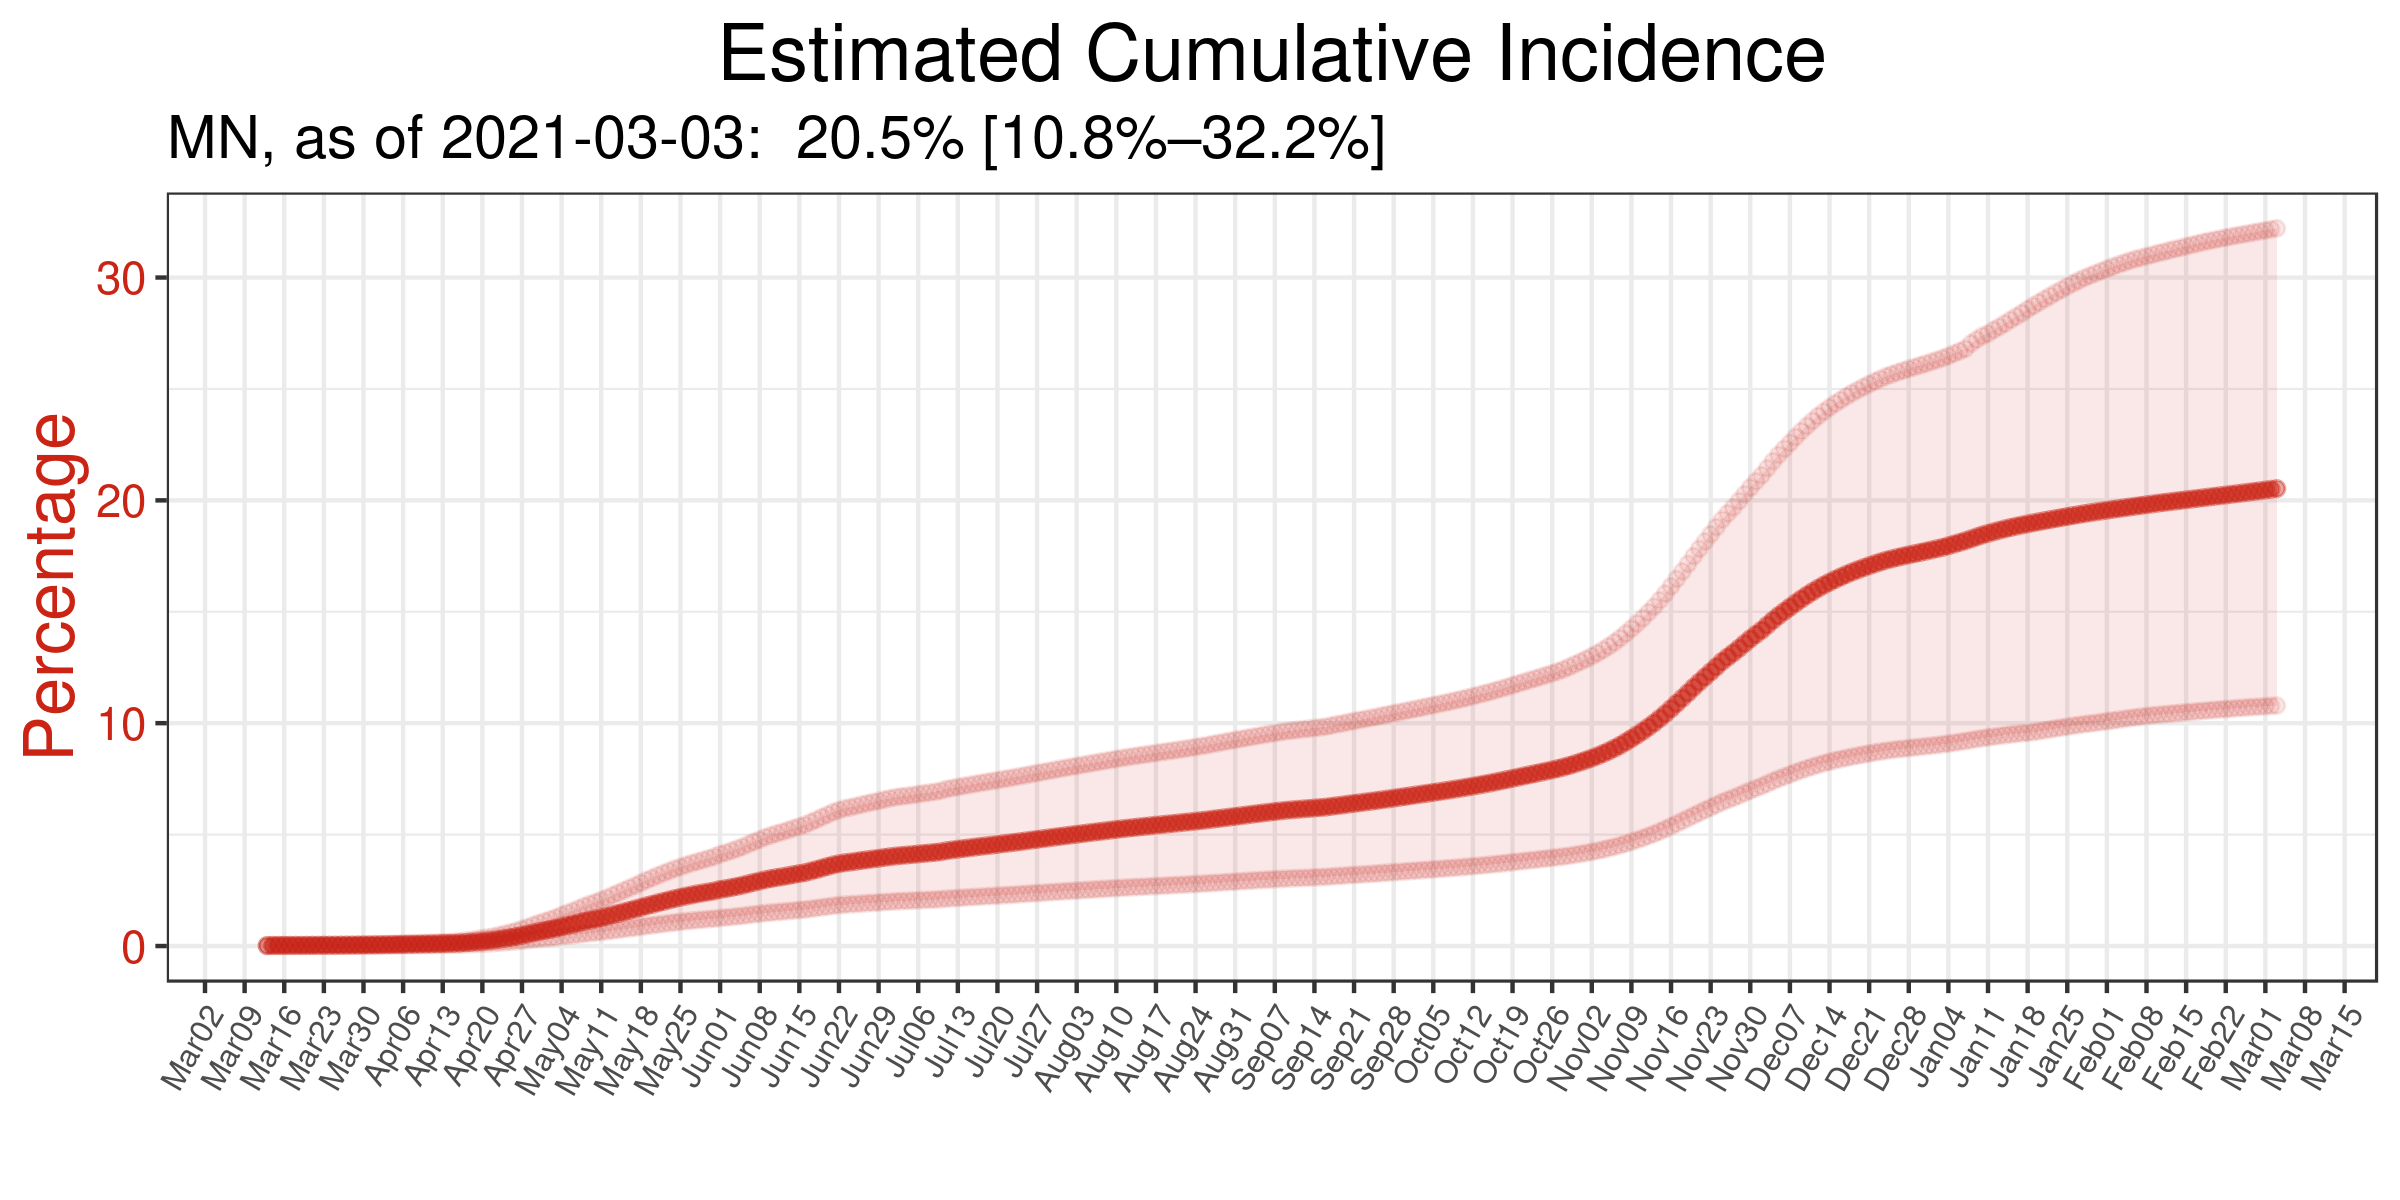 Estimated Cumulative Incidence
MN, as of 2021-03-03:  20.5% [10.8%–32.2%]
Percentage
30
20
10
0
Mar02
Mar09
Mar16
Mar23
Mar30
Apr06
Apr13
Apr20
Apr27
May04
May11
May18
May25
Jun01
Jun08
Jun15
Jun22
Jun29
Jul06
Jul13
Jul20
Jul27
Aug03
Aug10
Aug17
Aug24
Aug31
Sep07
Sep14
Sep21
Sep28
Oct05
Oct12
Oct19
Oct26
Nov02
Nov09
Nov16
Nov23
Nov30
Dec07
Dec14
Dec21
Dec28
Jan04
Jan11
Jan18
Jan25
Feb01
Feb08
Feb15
Feb22
Mar01
Mar08
Mar15